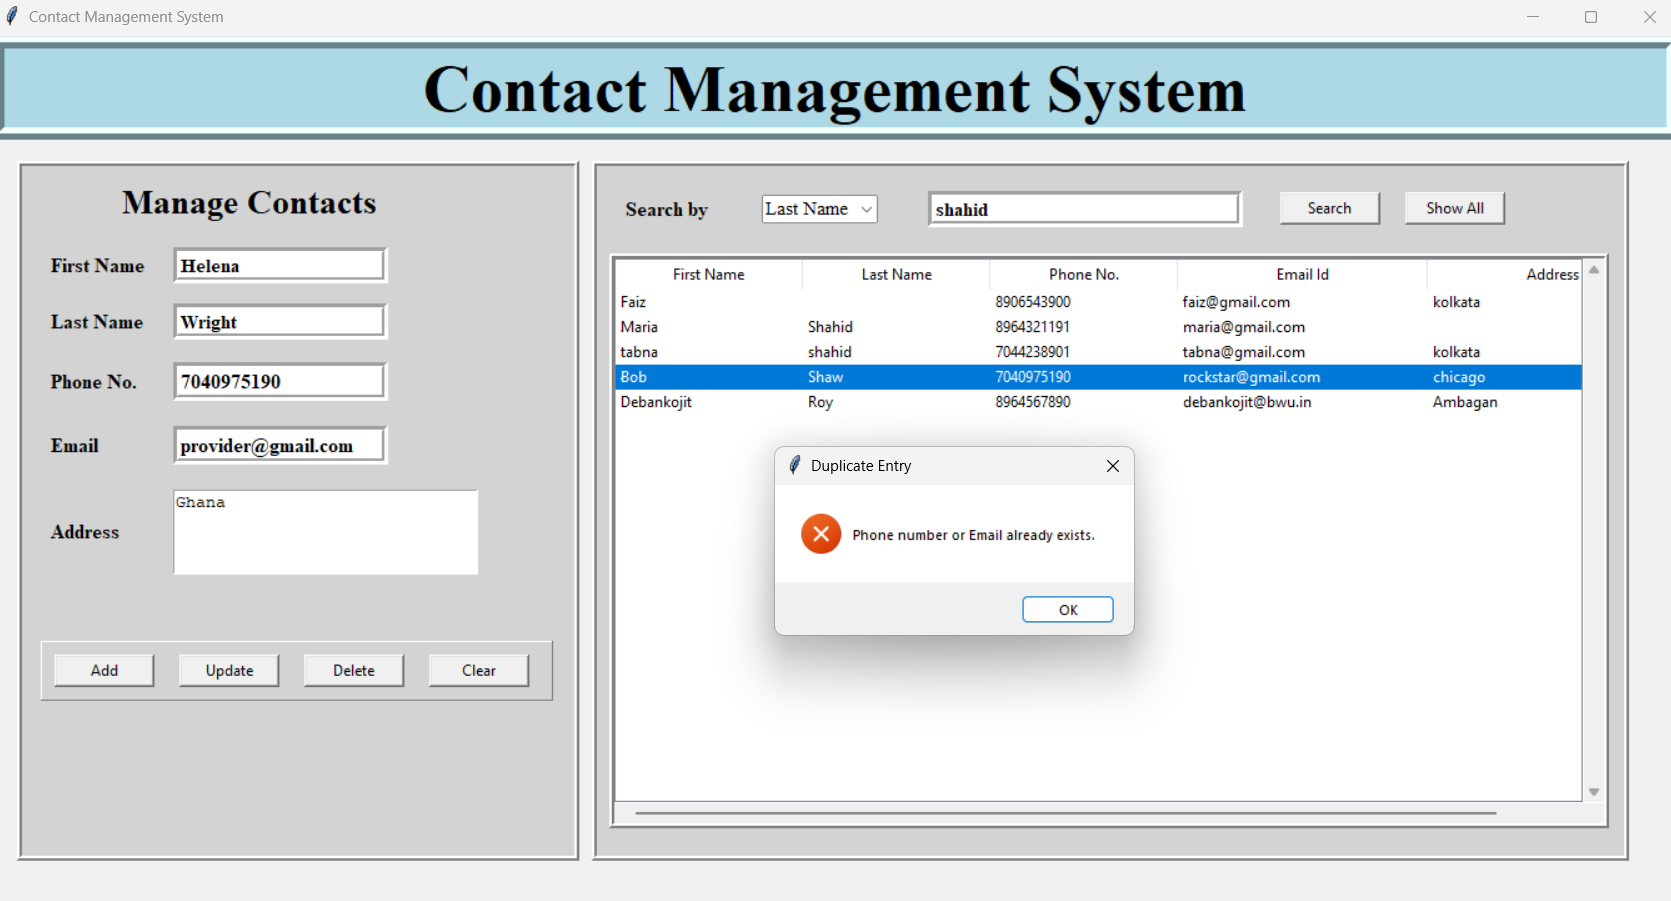 Contact Management System
Contact Management System
Manage Contacts
First Name Helena
Last Name Wright
Phone No. 7040975190
Email provider@gmail.com
Address Ghana
Add Update Delete Clear
Search by Last Name shahid Search Show All
First Name Last Name Phone No. Email Id Address
Faiz 8906543900 faiz@gmail.com kolkata
Maria Shahid 8964321191 maria@gmail.com
tabna shahid 7044238901 tabna@gmail.com kolkata
Bob Shaw 7040975190 rockstar@gmail.com chicago
Debankojit Roy 8964567890 debankojit@bwu.in Ambagan
Duplicate Entry
Phone number or Email already exists.
OK